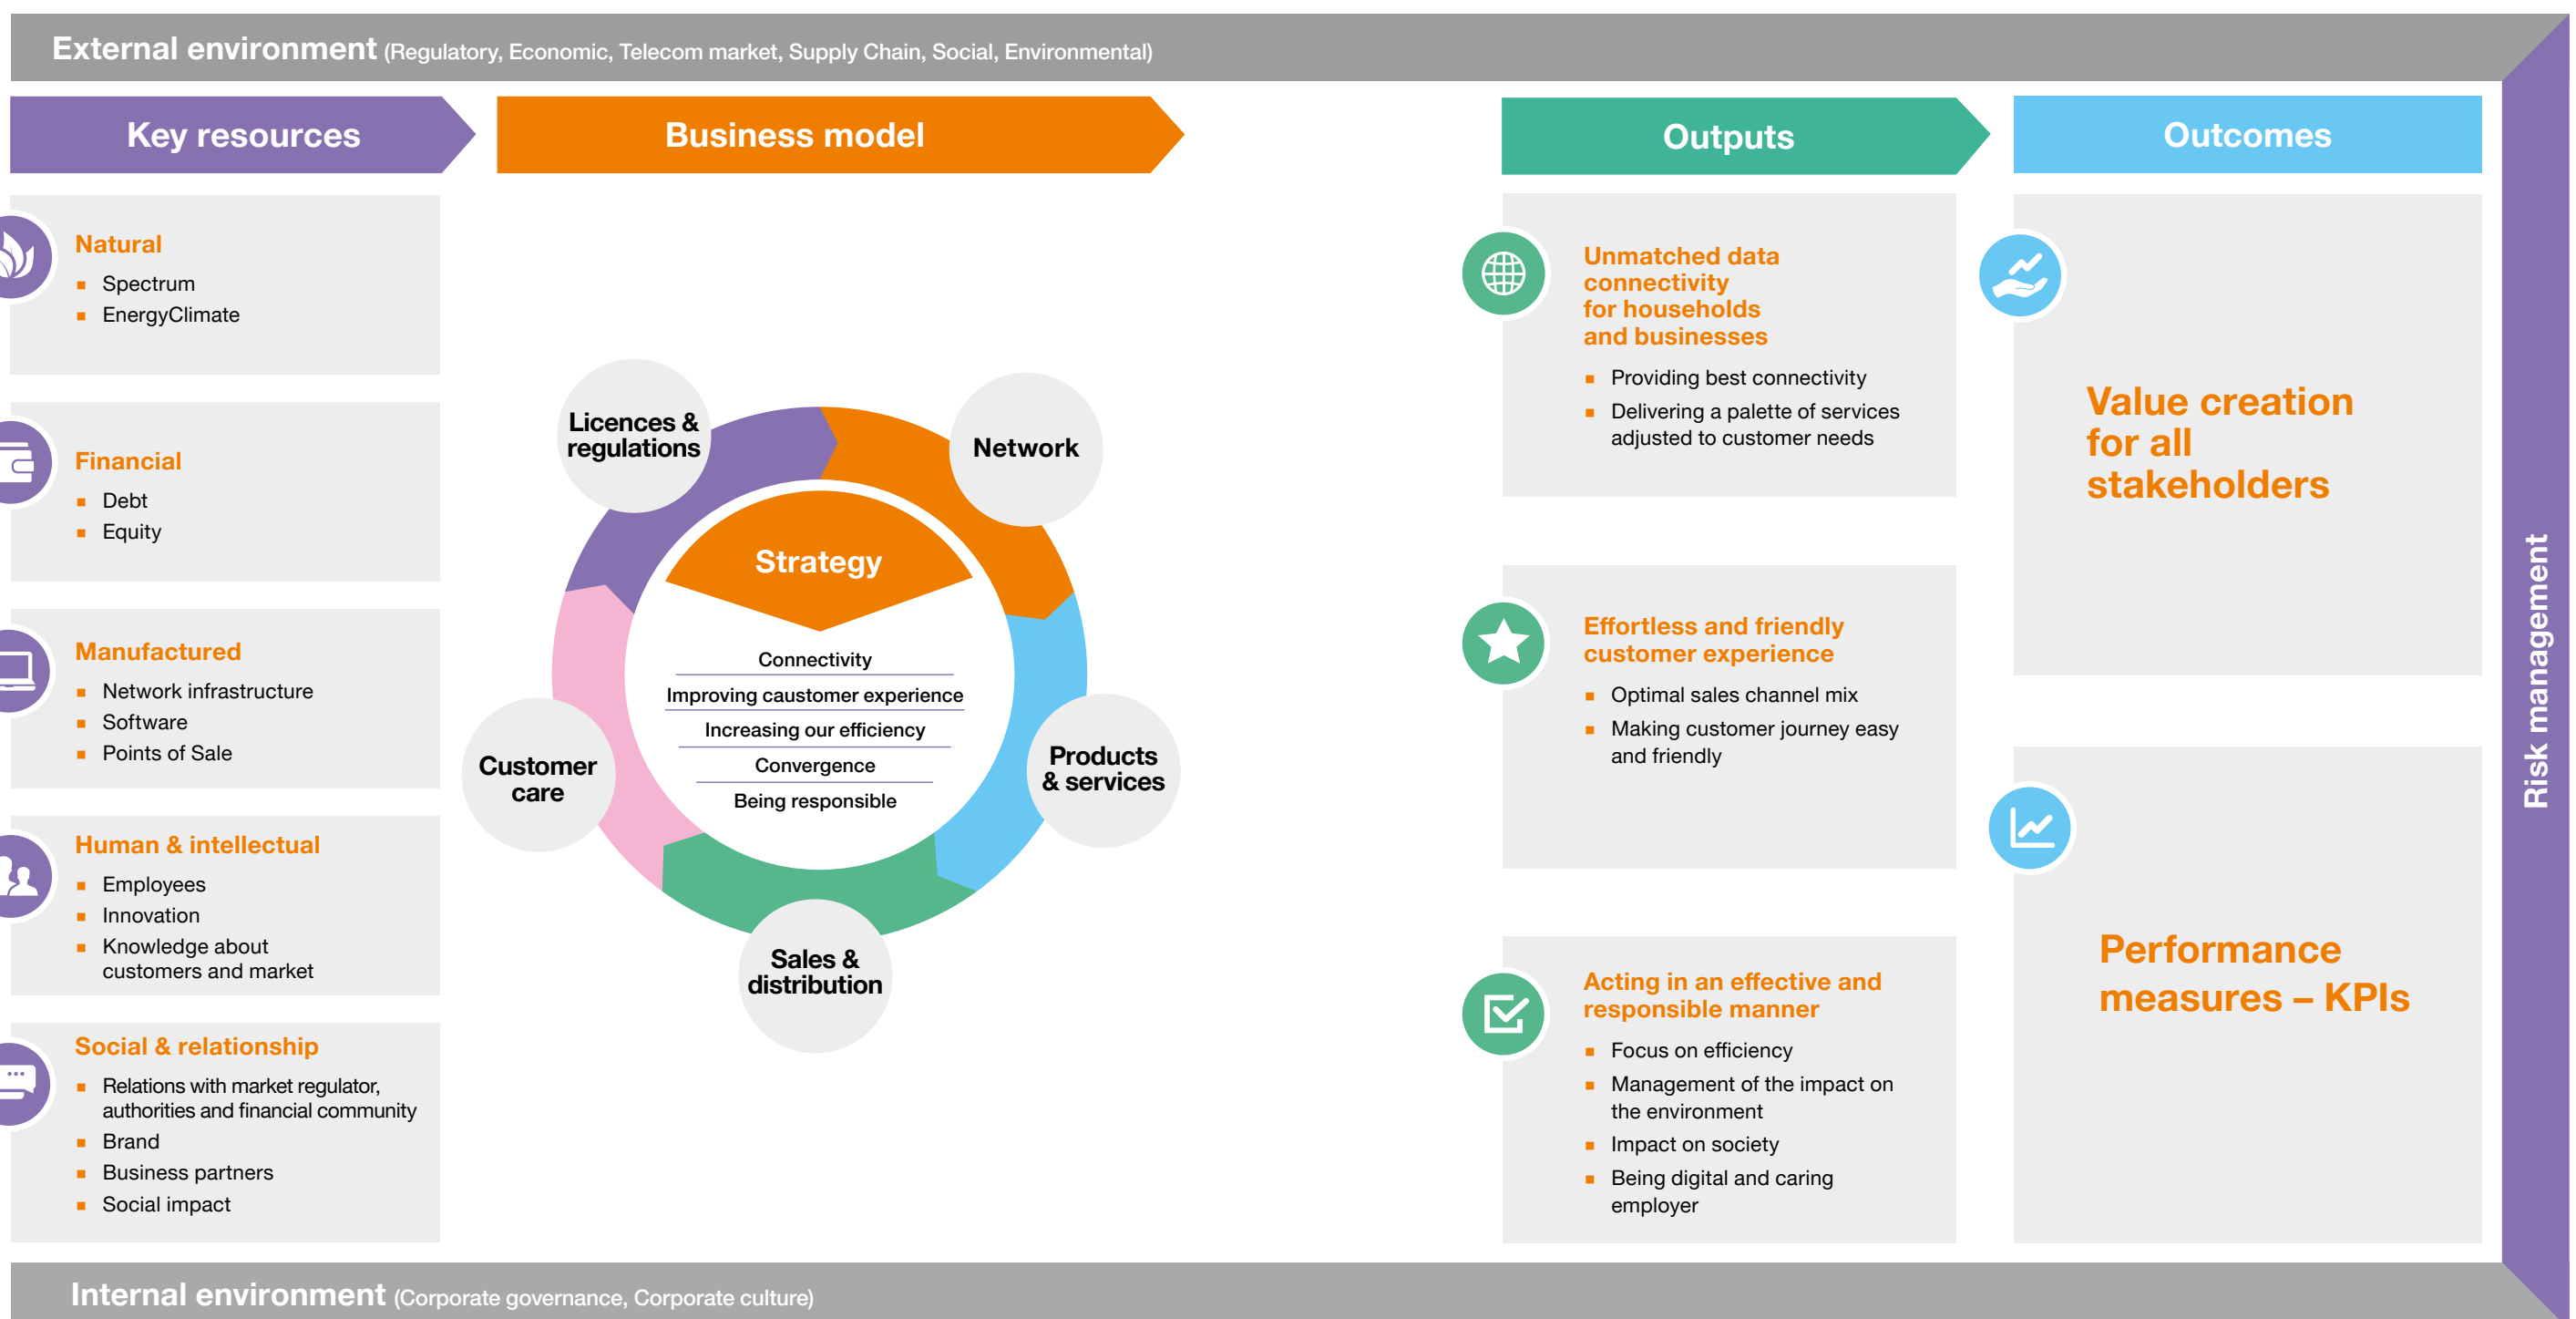 External environment (Regulatory, Economic, Telecom market, Supply Chain, Social, Environmental)
Key resources
Natural
Spectrum
EnergyClimate
Financial
Debt
Equity
Manufactured
Network infrastructure
Software
Points of Sale
Human & intellectual
Employees
Innovation
Knowledge about
customers and market
Social & relationship
Relations with market regulator,
authorities and financial community
Brand
Business partners
Social impact
Business model
Licences &
regulations
Network
Products
& services
Sales &
distribution
Customer
care
Strategy
Connectivity
Improving caustomer experience
Increasing our efficiency
Convergence
Being responsible
Outputs
Unmatched data
connectivity
for households
and businesses
Providing best connectivity
Delivering a palette of services
adjusted to customer needs
Effortless and friendly
customer experience
Optimal sales channel mix
Making customer journey easy
and friendly
Acting in an effective and
responsible manner
Focus on efficiency
Management of the impact on
the environment
Impact on society
Being digital and caring
employer
Outcomes
Value creation
for all
stakeholders
Performance
measures – KPIs
Risk management
Internal environment (Corporate governance, Corporate culture)